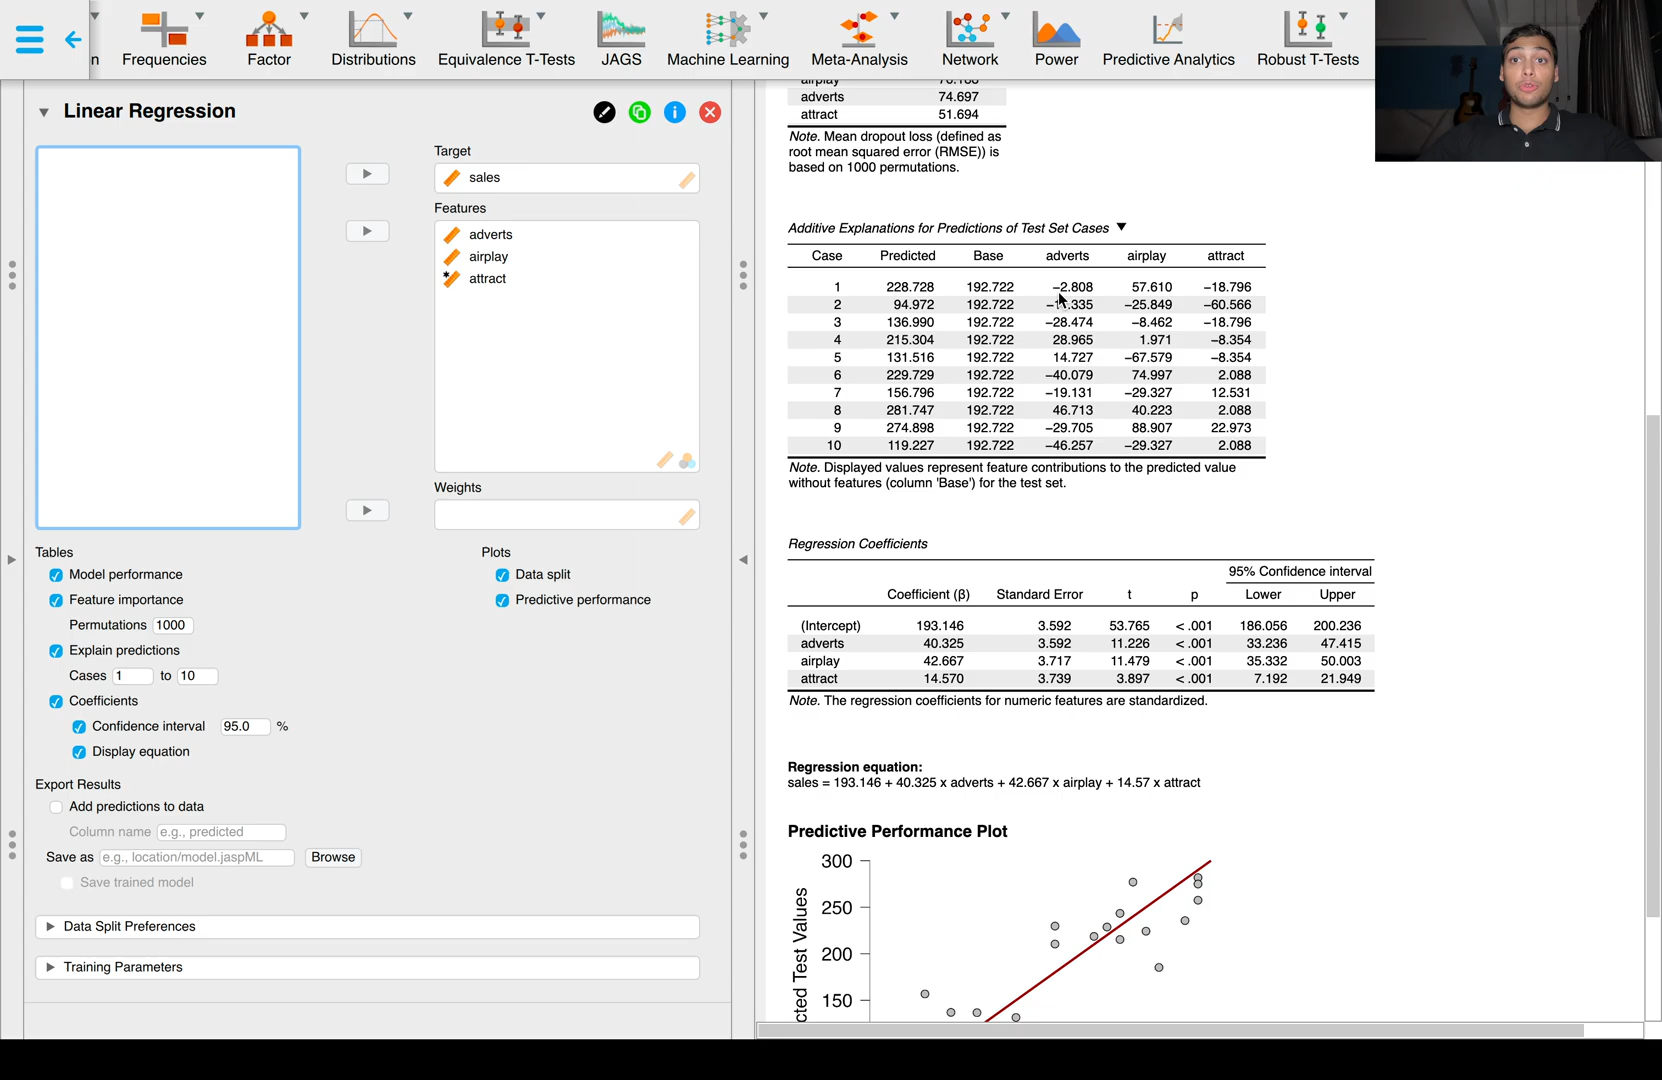 n
Frequencies
Factor
Distributions
Equivalence T-Tests
JAGS
Machine Learning
Meta-Analysis
Network
Power
Predictive Analytics
Robust T-Tests
Linear Regression
Target
sales
Features
adverts
airplay
attract
Weights
Tables
Model performance
Feature importance
Permutations 1000
Explain predictions
Cases 1 to 10
Coefficients
Confidence interval 95.0 %
Display equation
Plots
Data split
Predictive performance
Export Results
Add predictions to data
Column name e.g., predicted
Save as e.g., location/model.jaspML Browse
Save trained model
Data Split Preferences
Training Parameters
airplay
adverts 74.697
attract 51.694
Note. Mean dropout loss (defined as
root mean squared error (RMSE)) is
based on 1000 permutations.
Additive Explanations for Predictions of Test Set Cases ▼
Case Predicted Base adverts airplay attract
1 228.728 192.722 −2.808 57.610 −18.796
2 94.972 192.722 −25.849 −60.566
3 136.990 192.722 −28.474 −8.462 −18.796
4 215.304 192.722 28.965 1.971 −8.354
5 131.516 192.722 14.727 −67.579 −8.354
6 229.729 192.722 −40.079 74.997 2.088
7 156.796 192.722 −19.131 −29.327 12.531
8 281.747 192.722 46.713 40.223 2.088
9 274.898 192.722 −29.705 88.907 22.973
10 119.227 192.722 −46.257 −29.327 2.088
Note. Displayed values represent feature contributions to the predicted value
without features (column 'Base') for the test set.
Regression Coefficients
95% Confidence interval
Coefficient (β) Standard Error t p Lower Upper
(Intercept) 193.146 3.592 53.765 < .001 186.056 200.236
adverts 40.325 3.592 11.226 < .001 33.236 47.415
airplay 42.667 3.717 11.479 < .001 35.332 50.003
attract 14.570 3.739 3.897 < .001 7.192 21.949
Note. The regression coefficients for numeric features are standardized.
Regression equation:
sales = 193.146 + 40.325 x adverts + 42.667 x airplay + 14.57 x attract
Predictive Performance Plot
300
250
200
150
cted Test Values